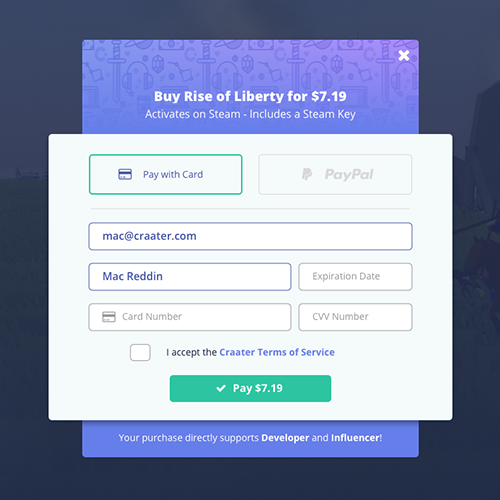 Buy Rise of Liberty for $7.19
Activates on Steam - Includes a Steam Key
Pay with Card
PayPal
mac@craater.com
Mac Reddin
Expiration Date
Card Number
CVV Number
I accept the Craater Terms of Service
Pay $7.19
Your purchase directly supports Developer and Influencer!